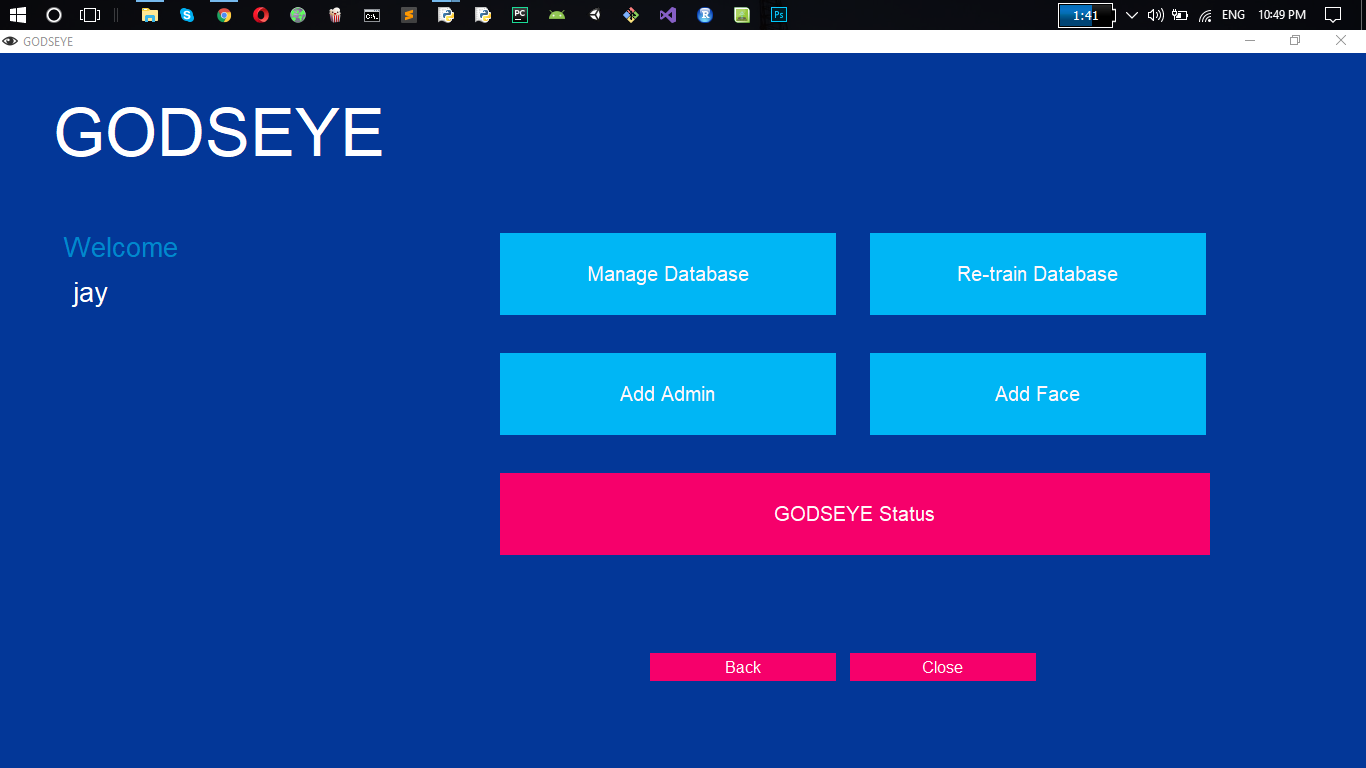 1:41
ENG
10:49 PM
GODSEYE
GODSEYE
Welcome
jay
Manage Database
Re-train Database
Add Admin
Add Face
GODSEYE Status
Back
Close